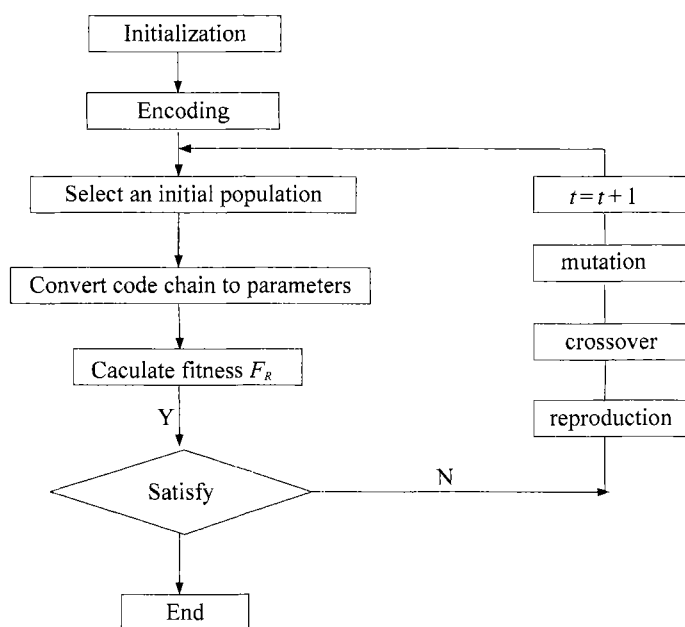 Initialization
Encoding
Select an initial population
Convert code chain to parameters
Caculate fitness F_R
Y
Satisfy
N
End
t = t + 1
mutation
crossover
reproduction